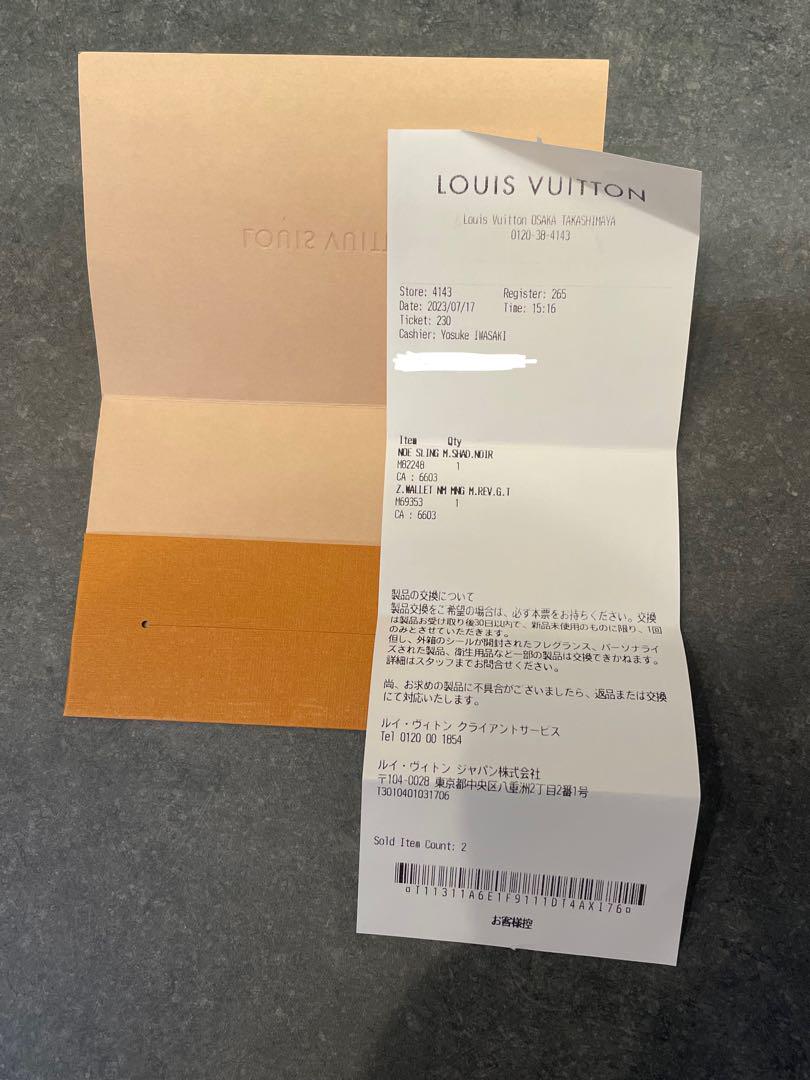 LOUIS VUITTON
LOUIS VUITTON
Louis Vuitton OSAKA TAKASHIMAYA
0120-38-4143
Store: 4143 Register: 265
Date: 2023/07/17 Time: 15:16
Ticket: 230
Cashier: Yosuke IWASAKI
Item Qty
NOE SLING M.SHAD.NOIR
M82248 1
CA : 6603
Z.WALLET NM MNG M.REV.G.T
M69353 1
CA : 6603
製品の交換について
製品交換をご希望の場合は、必ず本票をお持ちください。交換
は製品お受け取り後30日以内で、新品未使用のものに限り、1回
のみとさせていただきます。
但し、外箱のシールが開封されたフレグランス、パーソナライ
ズされた製品、衛生用品など一部の製品は交換できかねます。
詳細はスタッフまでお問合せください。
尚、お求めの製品に不具合がございましたら、返品または交換
にて対応いたします。
ルイ・ヴィトン クライアントサービス
Tel 0120 00 1854
ルイ・ヴィトン ジャパン株式会社
〒104-0028 東京都中央区八重洲2丁目2番1号
T3010401031706
Sold Item Count: 2
¤T11311A6E1F9111DT4AXI76¤
お客様控